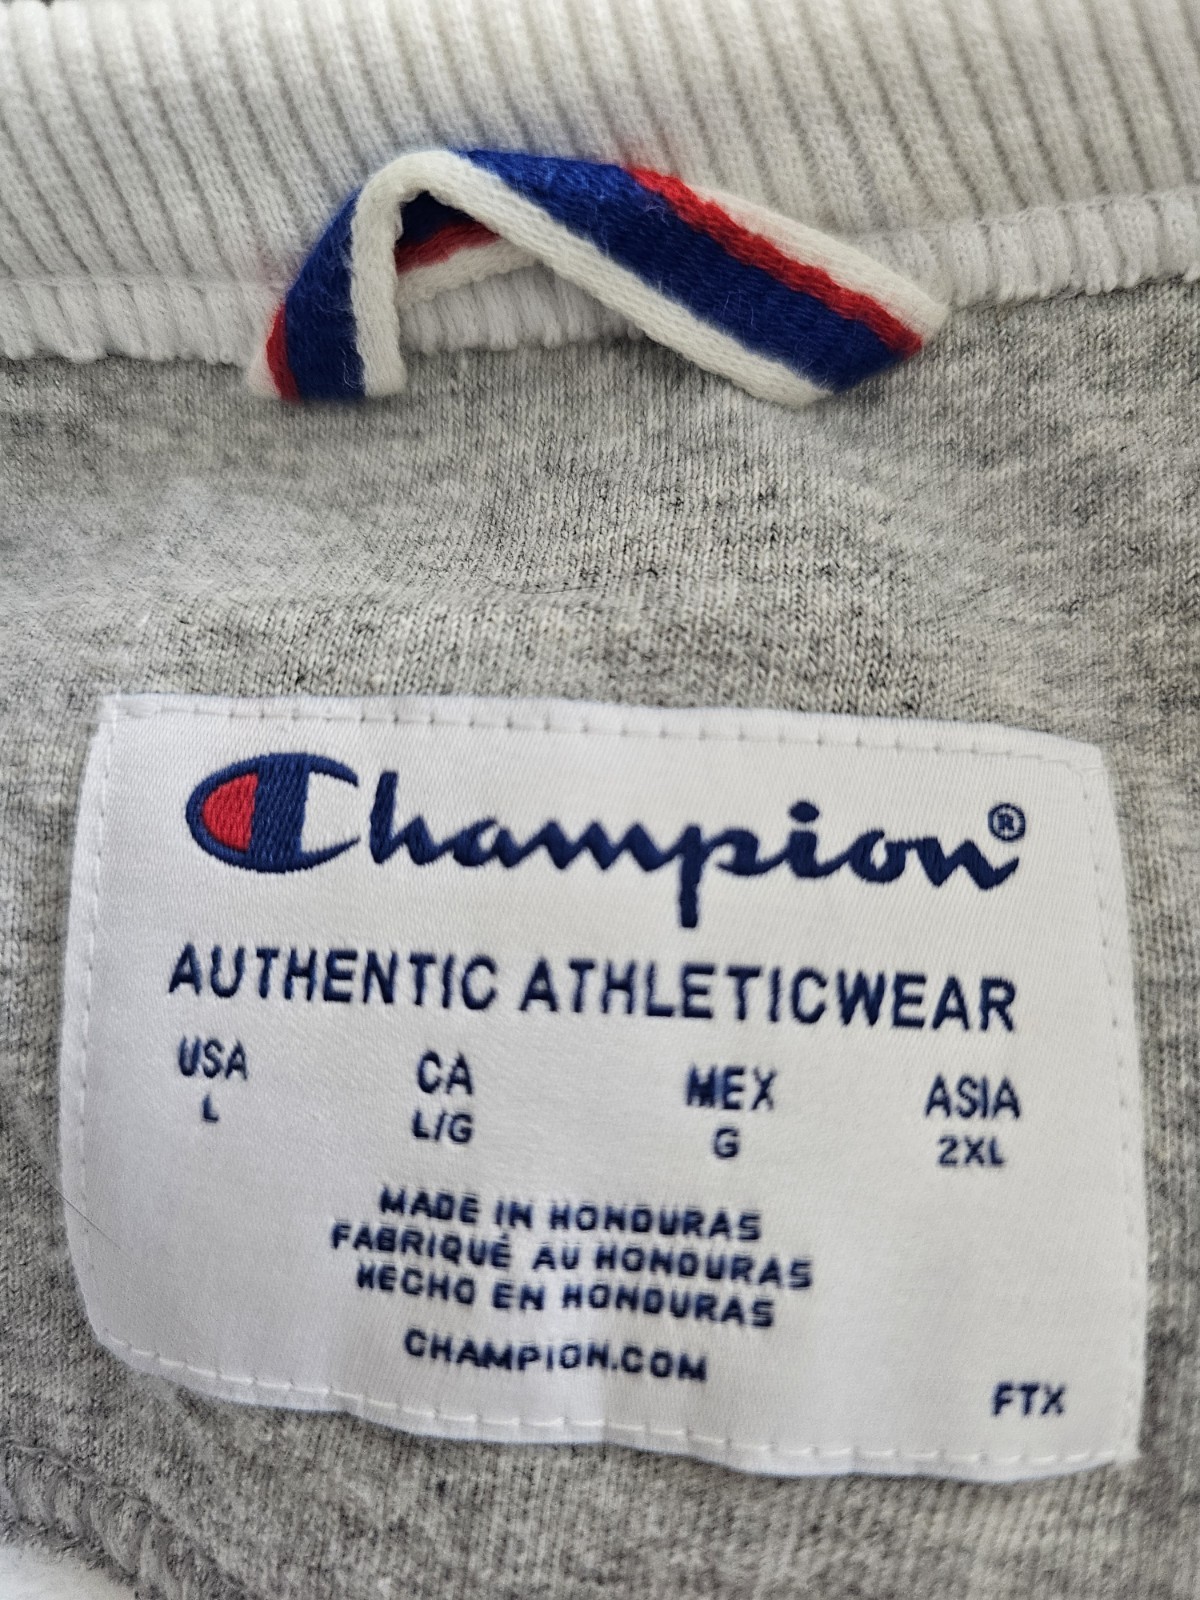 Champion®
AUTHENTIC ATHLETICWEAR
USA CA MEX ASIA
L L/G G 2XL
MADE IN HONDURAS
FABRIQUÉ AU HONDURAS
HECHO EN HONDURAS
CHAMPION.COM
FTX